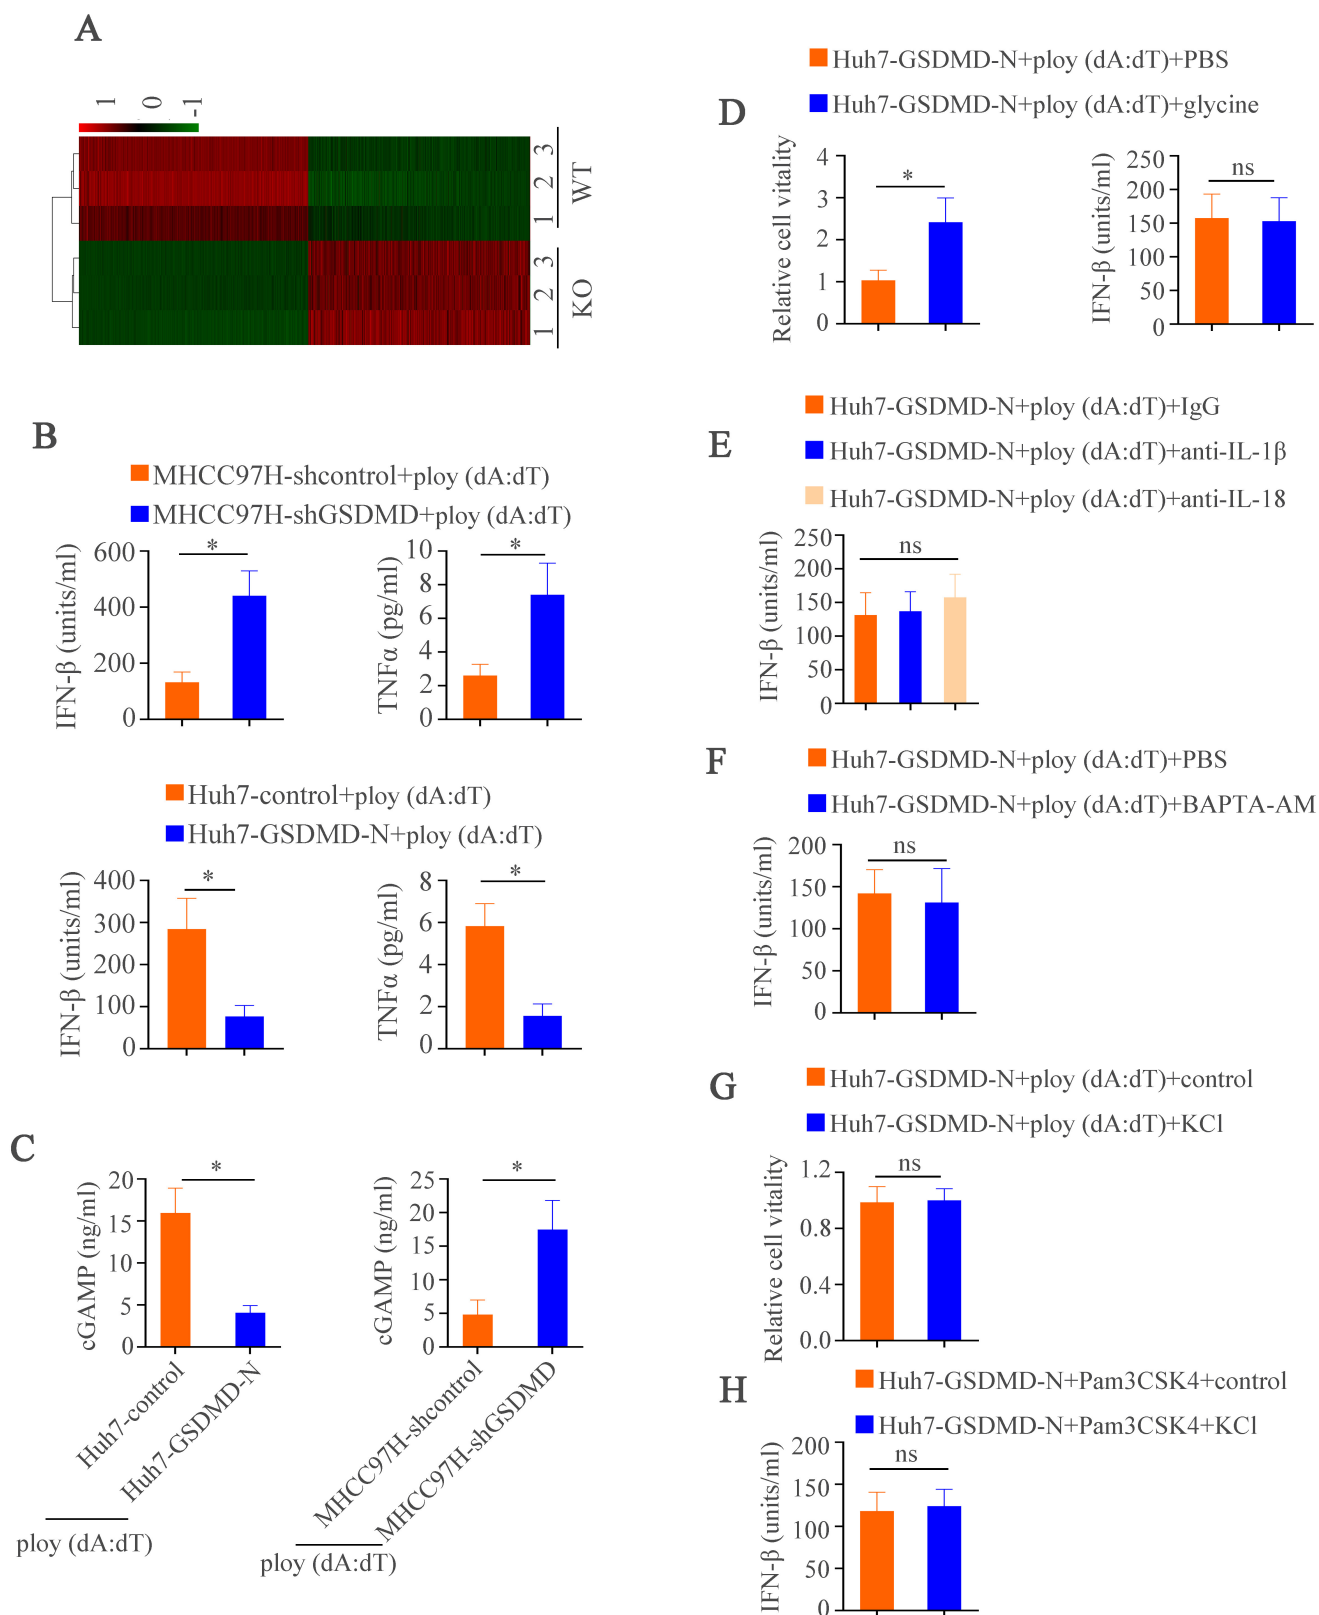 A
1 0 -1
3
2
1
WT
3
2
1
KO
B
MHCC97H-shcontrol+ploy (dA:dT)
MHCC97H-shGSDMD+ploy (dA:dT)
IFN-β (units/ml)
600
400
200
0
*
TNFα (pg/ml)
10
8
6
4
2
0
*
Huh7-control+ploy (dA:dT)
Huh7-GSDMD-N+ploy (dA:dT)
IFN-β (units/ml)
400
300
200
100
0
*
TNFα (pg/ml)
8
6
4
2
0
*
C
cGAMP (ng/ml)
20
15
10
5
0
*
Huh7-control
Huh7-GSDMD-N
ploy (dA:dT)
cGAMP (ng/ml)
25
20
15
10
5
0
*
MHCC97H-shcontrol
MHCC97H-shGSDMD
ploy (dA:dT)
D
Huh7-GSDMD-N+ploy (dA:dT)+PBS
Huh7-GSDMD-N+ploy (dA:dT)+glycine
Relative cell vitality
4
3
2
1
0
*
IFN-β (units/ml)
250
200
150
100
50
0
ns
E
Huh7-GSDMD-N+ploy (dA:dT)+IgG
Huh7-GSDMD-N+ploy (dA:dT)+anti-IL-1β
Huh7-GSDMD-N+ploy (dA:dT)+anti-IL-18
IFN-β (units/ml)
250
200
150
100
50
0
ns
F
Huh7-GSDMD-N+ploy (dA:dT)+PBS
Huh7-GSDMD-N+ploy (dA:dT)+BAPTA-AM
IFN-β (units/ml)
200
150
100
50
0
ns
G
Huh7-GSDMD-N+ploy (dA:dT)+control
Huh7-GSDMD-N+ploy (dA:dT)+KCl
Relative cell vitality
1.2
0.8
0.4
0.0
ns
H
Huh7-GSDMD-N+Pam3CSK4+control
Huh7-GSDMD-N+Pam3CSK4+KCl
IFN-β (units/ml)
200
150
100
50
0
ns